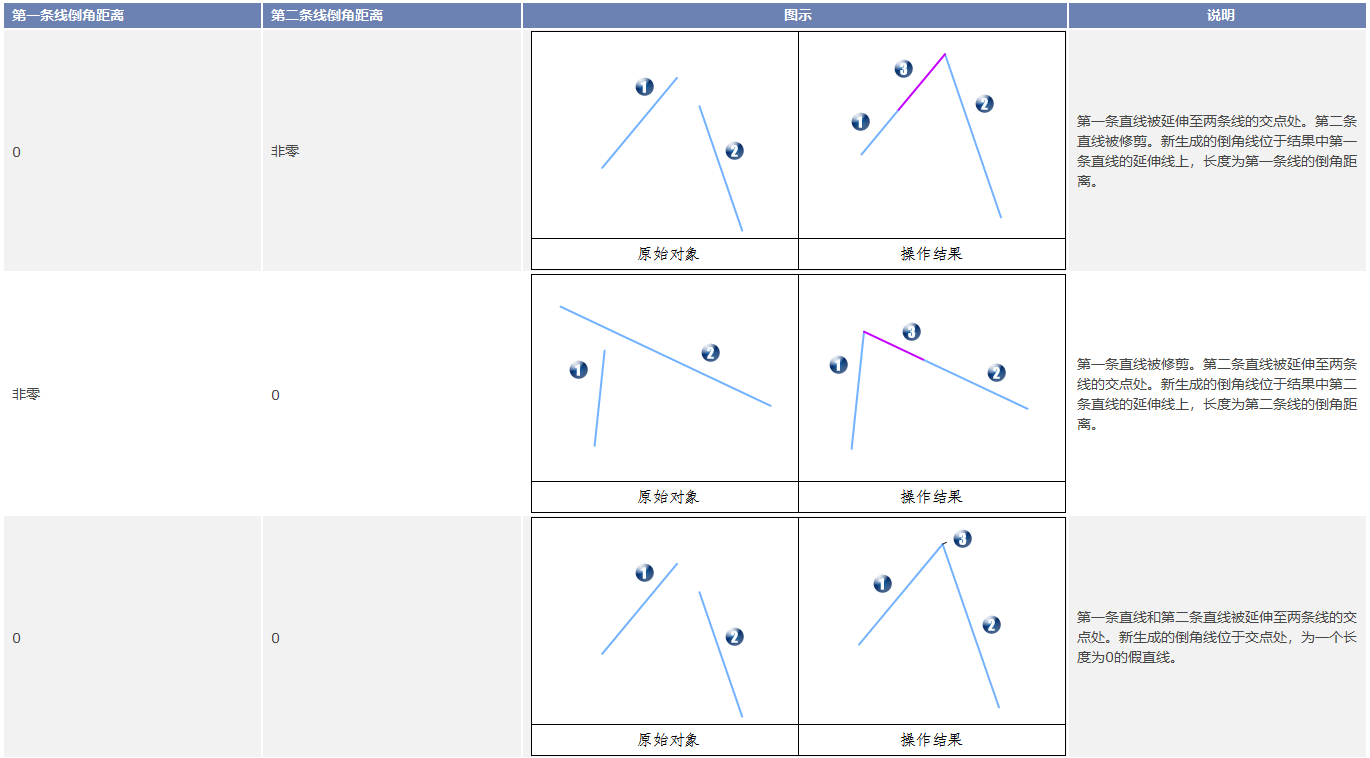 第一条线倒角距离 第二条线倒角距离 图示 说明
0 非零
1
2
3
1
2
原始对象 操作结果
第一条直线被延伸至两条线的交点处。第二条
直线被修剪。新生成的倒角线位于结果中第一
条直线的延伸线上，长度为第一条线的倒角距
离。
非零 0
1
2
3
1
2
原始对象 操作结果
第一条直线被修剪。第二条直线被延伸至两条
线的交点处。新生成的倒角线位于结果中第二
条直线的延伸线上，长度为第二条线的倒角距
离。
0 0
1
2
3
1
2
原始对象 操作结果
第一条直线和第二条直线被延伸至两条线的交
点处。新生成的倒角线位于交点处，为一个长
度为0的假直线。